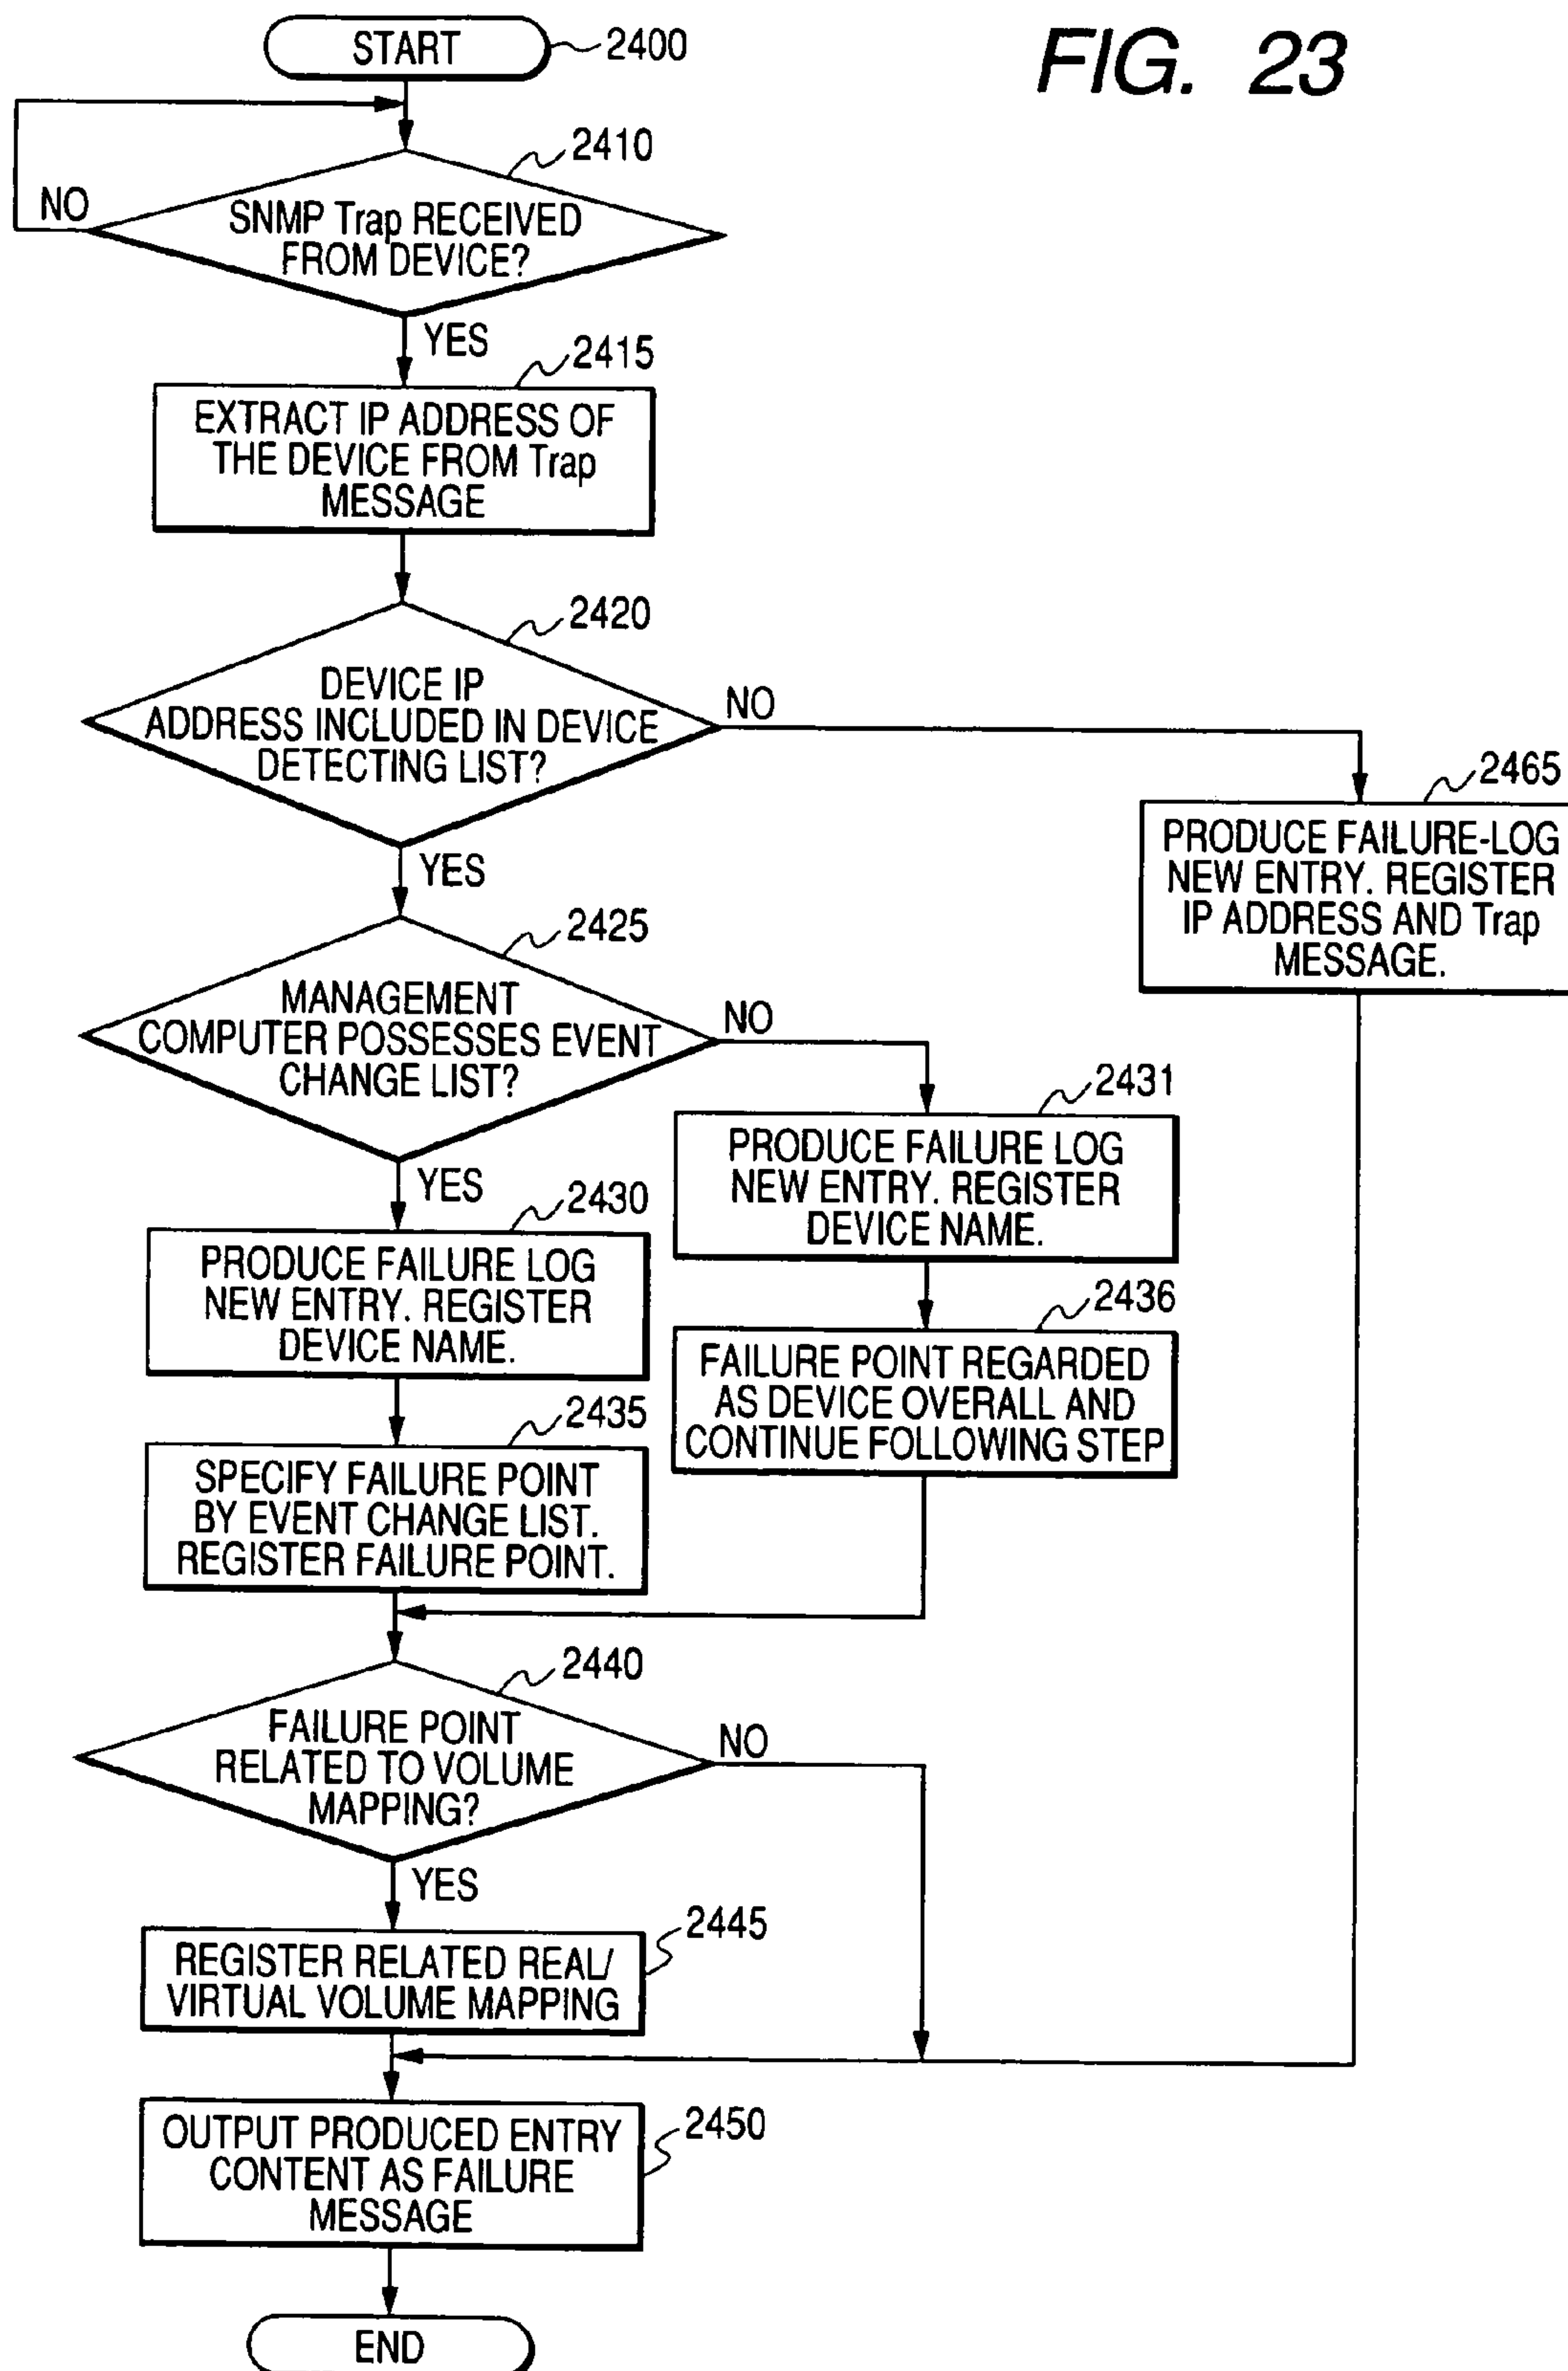 FIG. 23
START
2400
2410
NO
SNMP Trap RECEIVED
FROM DEVICE?
YES
2415
EXTRACT IP ADDRESS OF
THE DEVICE FROM Trap
MESSAGE
2420
DEVICE IP
ADDRESS INCLUDED IN DEVICE
DETECTING LIST?
NO
YES
2465
PRODUCE FAILURE-LOG
NEW ENTRY. REGISTER
IP ADDRESS AND Trap
MESSAGE.
2425
MANAGEMENT
COMPUTER POSSESSES EVENT
CHANGE LIST?
NO
YES
2431
PRODUCE FAILURE LOG
NEW ENTRY. REGISTER
DEVICE NAME.
2430
PRODUCE FAILURE LOG
NEW ENTRY. REGISTER
DEVICE NAME.
2436
FAILURE POINT REGARDED
AS DEVICE OVERALL AND
CONTINUE FOLLOWING STEP
2435
SPECIFY FAILURE POINT
BY EVENT CHANGE LIST.
REGISTER FAILURE POINT.
2440
FAILURE POINT
RELATED TO VOLUME
MAPPING?
NO
YES
2445
REGISTER RELATED REAL/
VIRTUAL VOLUME MAPPING
2450
OUTPUT PRODUCED ENTRY
CONTENT AS FAILURE
MESSAGE
END